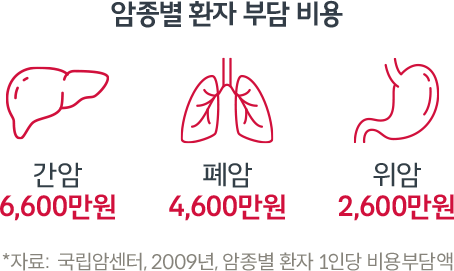 암종별 환자 부담 비용
간암 폐암 위암
6,600만원 4,600만원 2,600만원
*자료: 국립암센터, 2009년, 암종별 환자 1인당 비용부담액